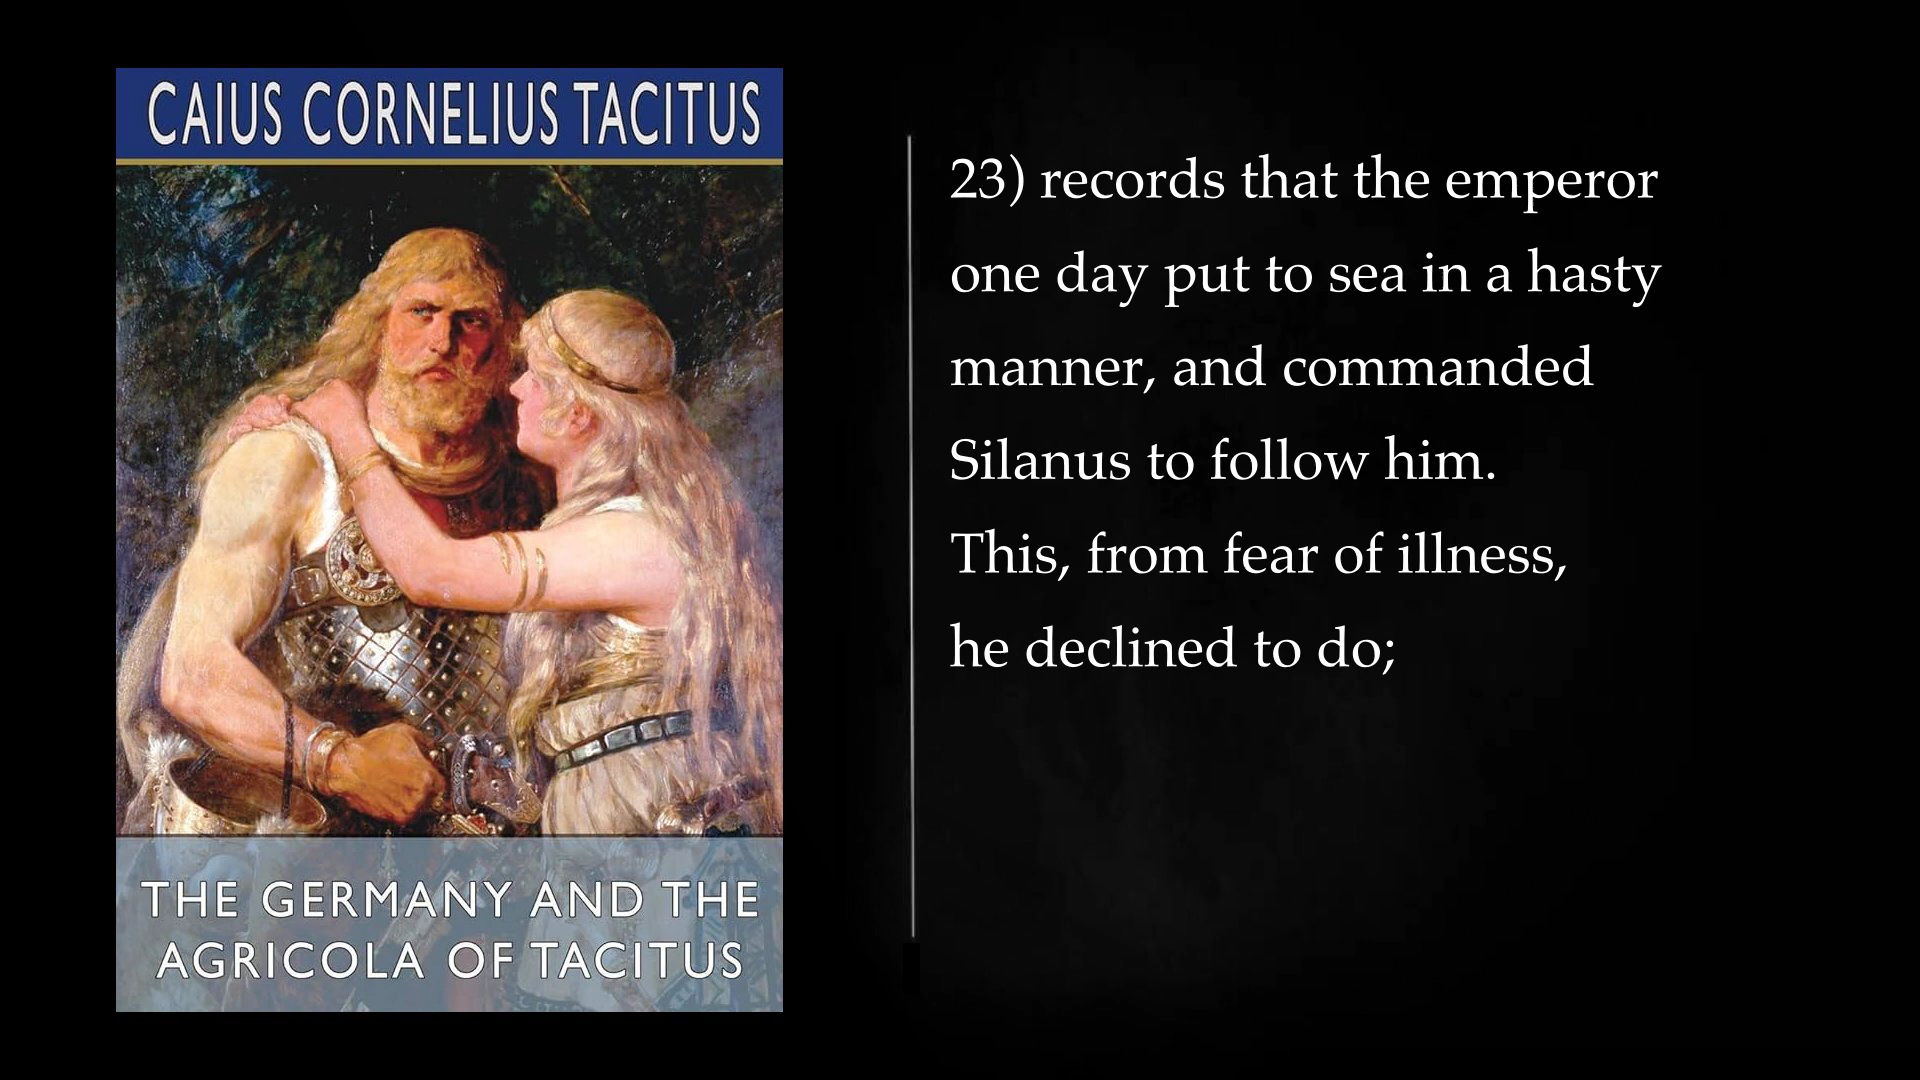 CAIUS CORNELIUS TACITUS
THE GERMANY AND THE
AGRICOLA OF TACITUS
23) records that the emperor
one day put to sea in a hasty
manner, and commanded
Silanus to follow him.
This, from fear of illness,
he declined to do;